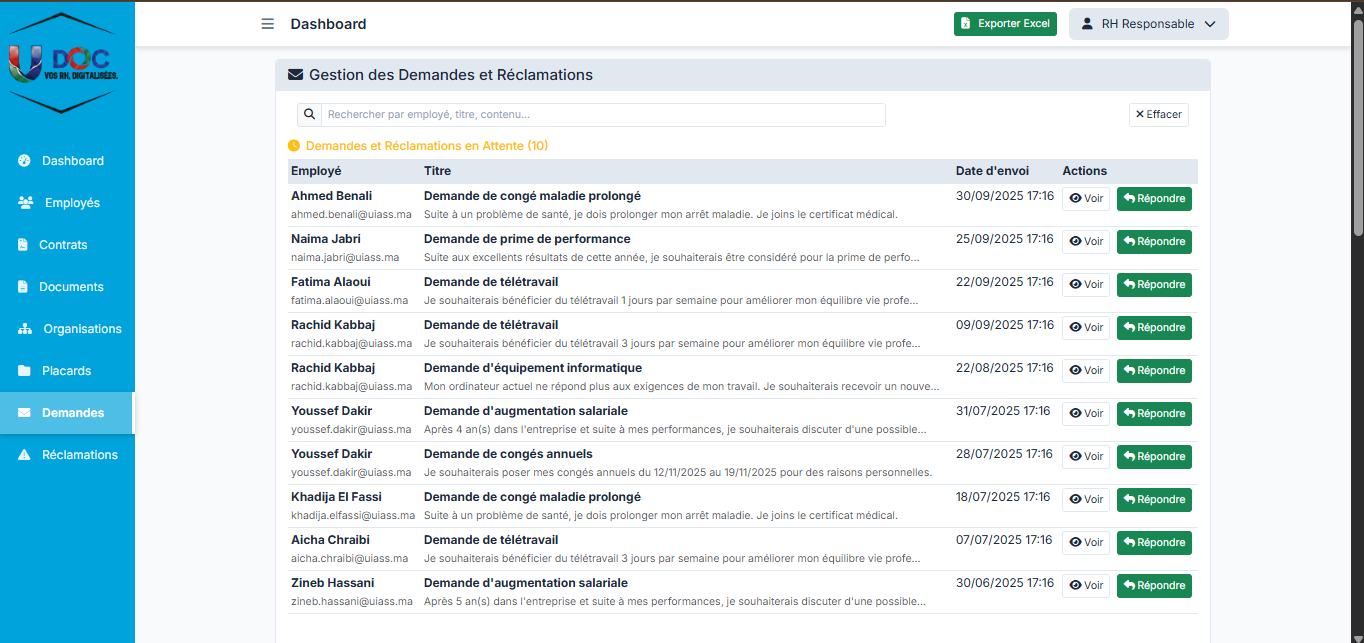 U DOC
VOS RH, DIGITALISÉES.
Dashboard
Employés
Contrats
Documents
Organisations
Placards
Demandes
Réclamations
Dashboard
Exporter Excel
RH Responsable
Gestion des Demandes et Réclamations
Rechercher par employé, titre, contenu...
Effacer
Demandes et Réclamations en Attente (10)
Employé Titre Date d'envoi Actions
Ahmed Benali Demande de congé maladie prolongé 30/09/2025 17:16 Voir Répondre
ahmed.benali@uiass.ma Suite à un problème de santé, je dois prolonger mon arrêt maladie. Je joins le certificat médical.
Naima Jabri Demande de prime de performance 25/09/2025 17:16 Voir Répondre
naima.jabri@uiass.ma Suite aux excellents résultats de cette année, je souhaiterais être considéré pour la prime de perfo...
Fatima Alaoui Demande de télétravail 22/09/2025 17:16 Voir Répondre
fatima.alaoui@uiass.ma Je souhaiterais bénéficier du télétravail 1 jours par semaine pour améliorer mon équilibre vie profe...
Rachid Kabbaj Demande de télétravail 09/09/2025 17:16 Voir Répondre
rachid.kabbaj@uiass.ma Je souhaiterais bénéficier du télétravail 3 jours par semaine pour améliorer mon équilibre vie profe...
Rachid Kabbaj Demande d'équipement informatique 22/08/2025 17:16 Voir Répondre
rachid.kabbaj@uiass.ma Mon ordinateur actuel ne répond plus aux exigences de mon travail. Je souhaiterais recevoir un nouve...
Youssef Dakir Demande d'augmentation salariale 31/07/2025 17:16 Voir Répondre
youssef.dakir@uiass.ma Après 4 an(s) dans l'entreprise et suite à mes performances, je souhaiterais discuter d'une possible...
Youssef Dakir Demande de congés annuels 28/07/2025 17:16 Voir Répondre
youssef.dakir@uiass.ma Je souhaiterais poser mes congés annuels du 12/11/2025 au 19/11/2025 pour des raisons personnelles.
Khadija El Fassi Demande de congé maladie prolongé 18/07/2025 17:16 Voir Répondre
khadija.elfassi@uiass.ma Suite à un problème de santé, je dois prolonger mon arrêt maladie. Je joins le certificat médical.
Aicha Chraibi Demande de télétravail 07/07/2025 17:16 Voir Répondre
aicha.chraibi@uiass.ma Je souhaiterais bénéficier du télétravail 3 jours par semaine pour améliorer mon équilibre vie profe...
Zineb Hassani Demande d'augmentation salariale 30/06/2025 17:16 Voir Répondre
zineb.hassani@uiass.ma Après 5 an(s) dans l'entreprise et suite à mes performances, je souhaiterais discuter d'une possible...